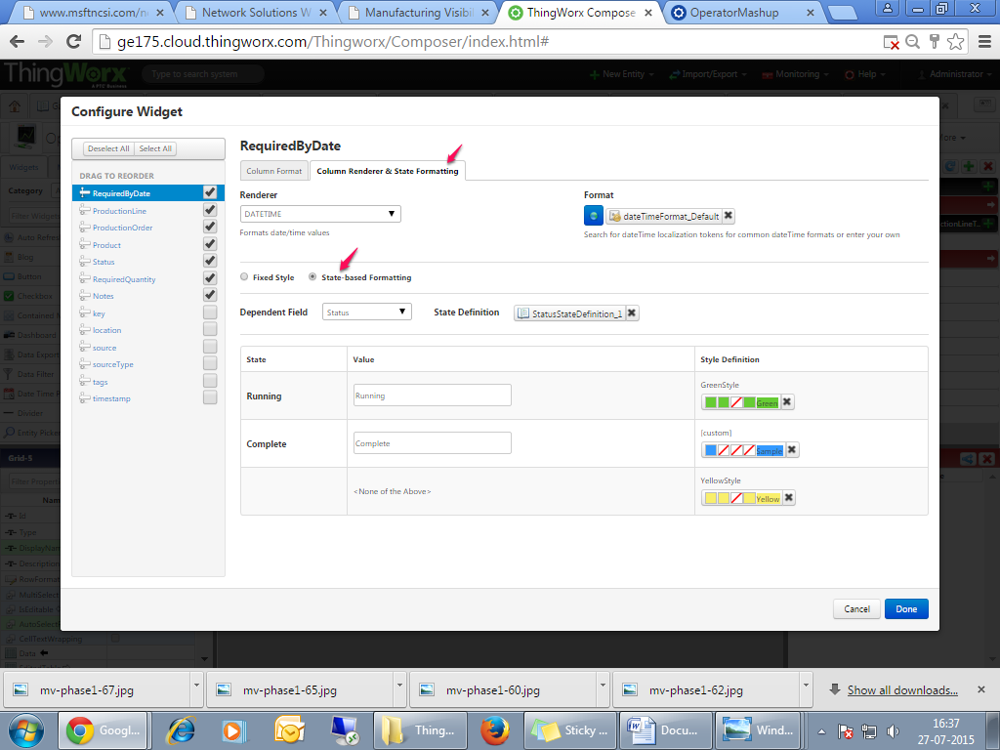 www.msftncsi.com/n
Network Solutions W
Manufacturing Visibil
ThingWorx Compose
OperatorMashup
ge175.cloud.thingworx.com/Thingworx/Composer/index.html#
ThingWorx
Type to search system
New Entity
Import/Export
Monitoring
Help
Administrator
Configure Widget
Deselect All
Select All
DRAG TO REORDER
RequiredByDate
ProductionLine
ProductionOrder
Product
Status
RequiredQuantity
Notes
key
location
source
sourceType
tags
timestamp
RequiredByDate
Column Format
Column Renderer & State Formatting
Renderer
DATETIME
Formats date/time values
Format
dateTimeFormat_Default
Search for dateTime localization tokens for common dateTime formats or enter your own
Fixed Style
State-based Formatting
Dependent Field
Status
State Definition
StatusStateDefinition_1
State
Value
Style Definition
Running
Running
GreenStyle
Green
Complete
Complete
[custom]
Sample
<None of the Above>
YellowStyle
Yellow
Cancel
Done
Widgets
Category
Filter Widgets
Auto Refre
Blog
Button
Checkbox
Contained M
Dashboard
Data Export
Data Filter
Date Time P
Divider
Entity Picker
Grid-5
Filter Propert
Nam
Id
Type
DisplayNam
Description
RowFormat
MultiSelect
IsEditable
AutoSelect
CellTextWrapping
Data
mv-phase1-67.jpg
mv-phase1-65.jpg
mv-phase1-60.jpg
mv-phase1-62.jpg
Show all downloads...
Googl...
Thing...
Sticky ...
Docu...
Wind...
16:37
27-07-2015